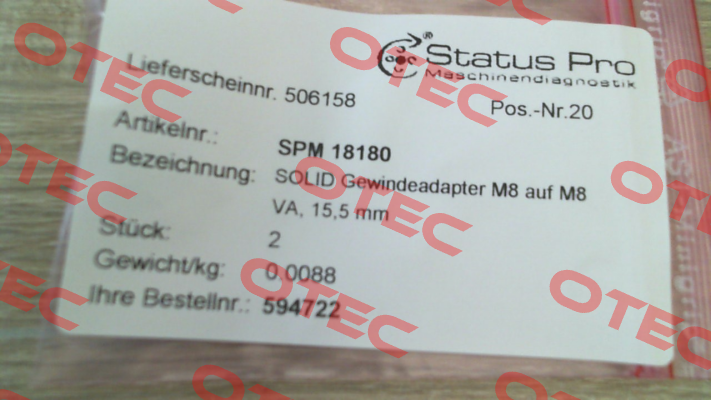 Status Pro
Maschinendiagnostik
Lieferscheinnr. 506158
Pos.-Nr.20
Artikelnr.: SPM 18180
Bezeichnung: SOLID Gewindeadapter M8 auf M8
VA, 15,5 mm
Stück: 2
Gewicht/kg: 0,0088
Ihre Bestellnr.: 594722
OTEC
OTEC
OTEC
OTEC
OTEC
OTEC
OTEC
OTEC
OTEC
OTEC
OTEC
OTEC